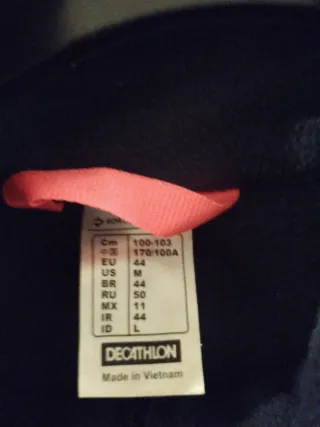 Cm 100-103
170/100A
EU 44
US M
BR 44
RU 50
MX 11
IR 44
ID L
DECATHLON
Made in Vietnam